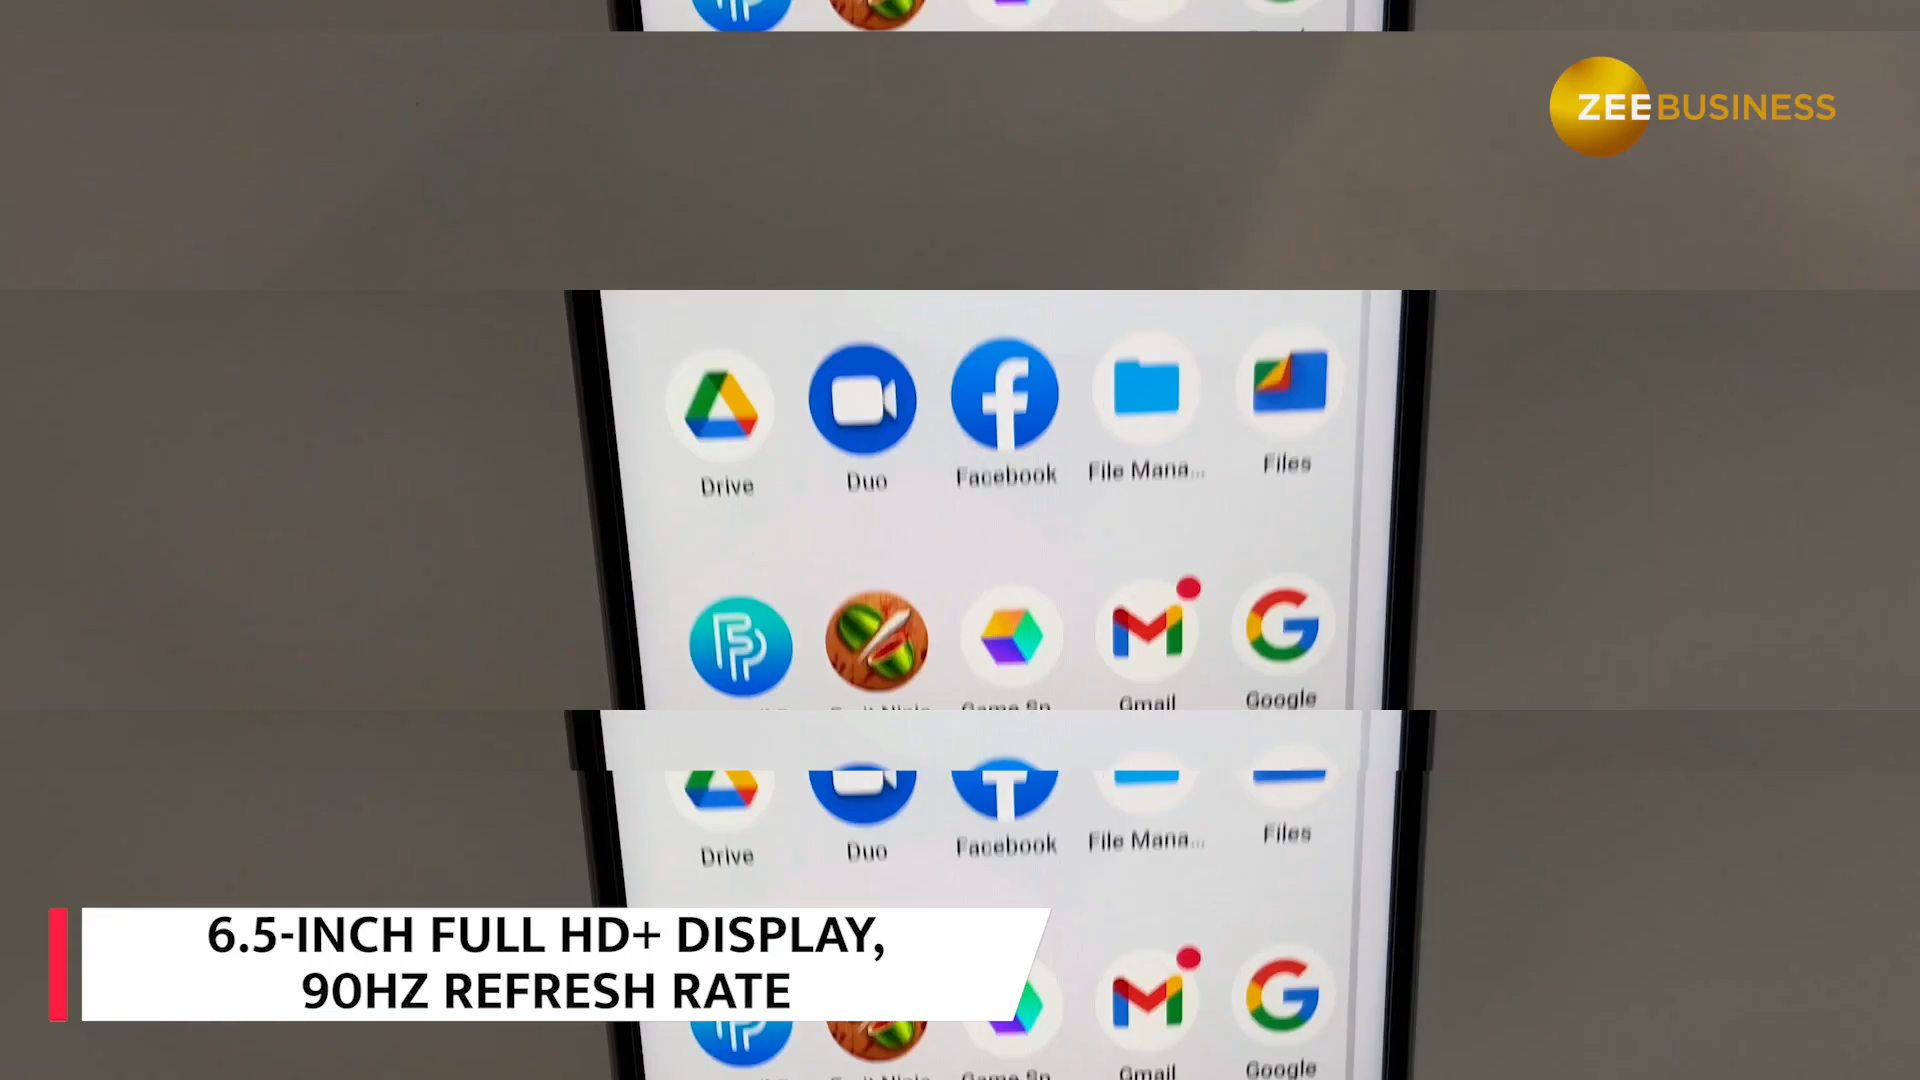 ZEEBUSINESS
Drive Duo Facebook File Mana... Files
Gmail Google
Drive Duo Facebook File Mana... Files
6.5-INCH FULL HD+ DISPLAY,
90HZ REFRESH RATE
Gmail Google